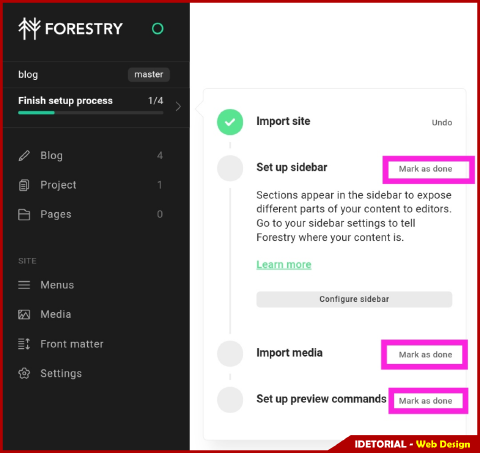 FORESTRY
blog master
Finish setup process 1/4
Blog 4
Project 1
Pages 0
SITE
Menus
Media
Front matter
Settings
Import site Undo
Set up sidebar Mark as done
Sections appear in the sidebar to expose
different parts of your content to editors.
Go to your sidebar settings to tell
Forestry where your content is.
Learn more
Configure sidebar
Import media Mark as done
Set up preview commands Mark as done
IDETORIAL - Web Design